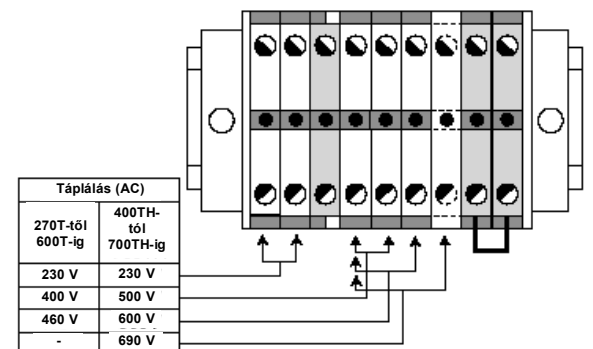 Táplálás (AC)
270T-től
600T-ig
400TH-
tól
700TH-ig
230 V 230 V
400 V 500 V
460 V 600 V
- 690 V